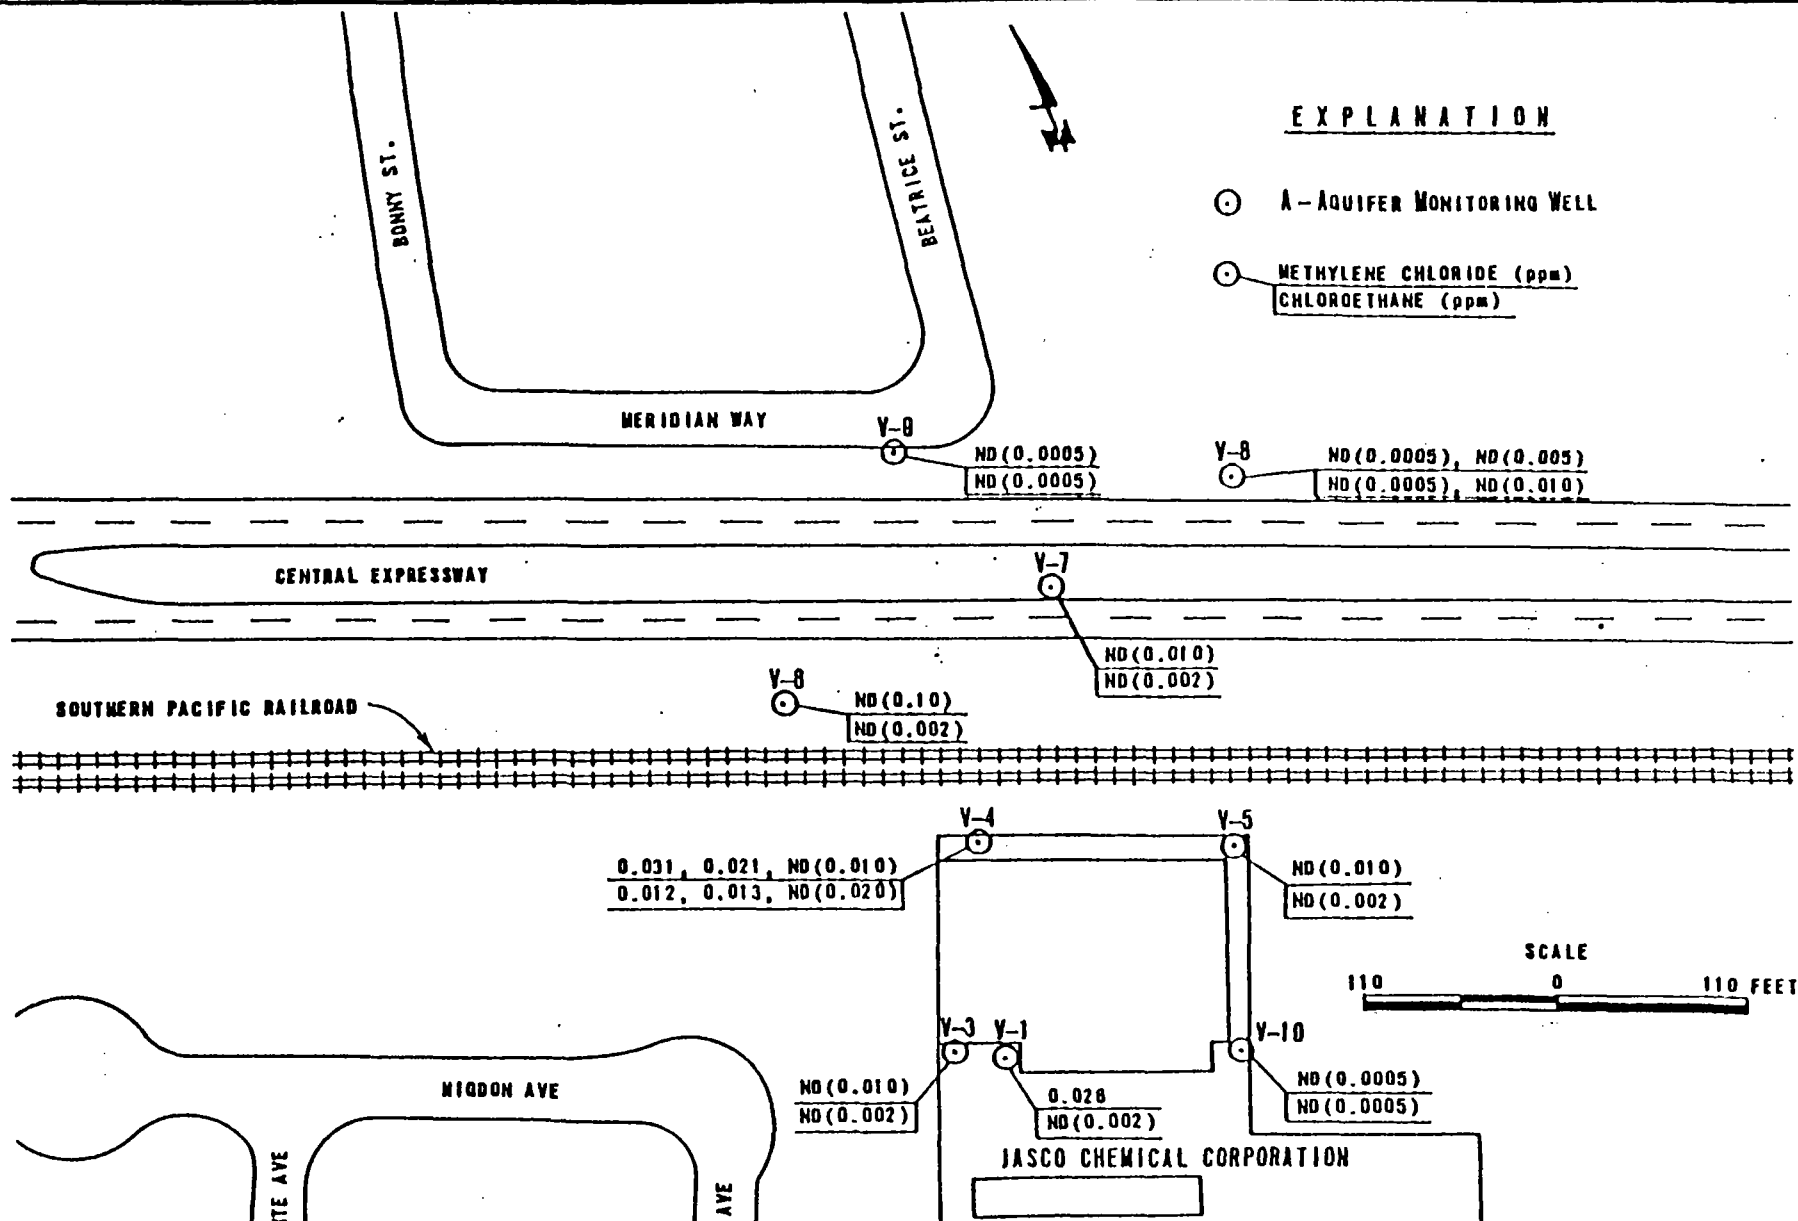 EXPLANATION
A-AQUIFER MONITORING WELL
METHYLENE CHLORIDE (ppm)
CHLOROETHANE (ppm)
BONNY ST.
BEATRICE ST.
MERIDIAN WAY
V-9
ND(0.0005)
ND(0.0005)
V-8
ND(0.0005), ND(0.005)
ND(0.0005), ND(0.010)
CENTRAL EXPRESSWAY
V-7
ND(0.010)
ND(0.002)
SOUTHERN PACIFIC RAILROAD
ND(0.10)
ND(0.002)
V-4
0.031, 0.021, ND(0.010)
0.012, 0.013, ND(0.020)
V-5
ND(0.010)
ND(0.002)
SCALE
110 0 110 FEET
V-3
ND(0.010)
ND(0.002)
V-1
0.028
ND(0.002)
V-10
ND(0.0005)
ND(0.0005)
JASCO CHEMICAL CORPORATION
AVE
AVE